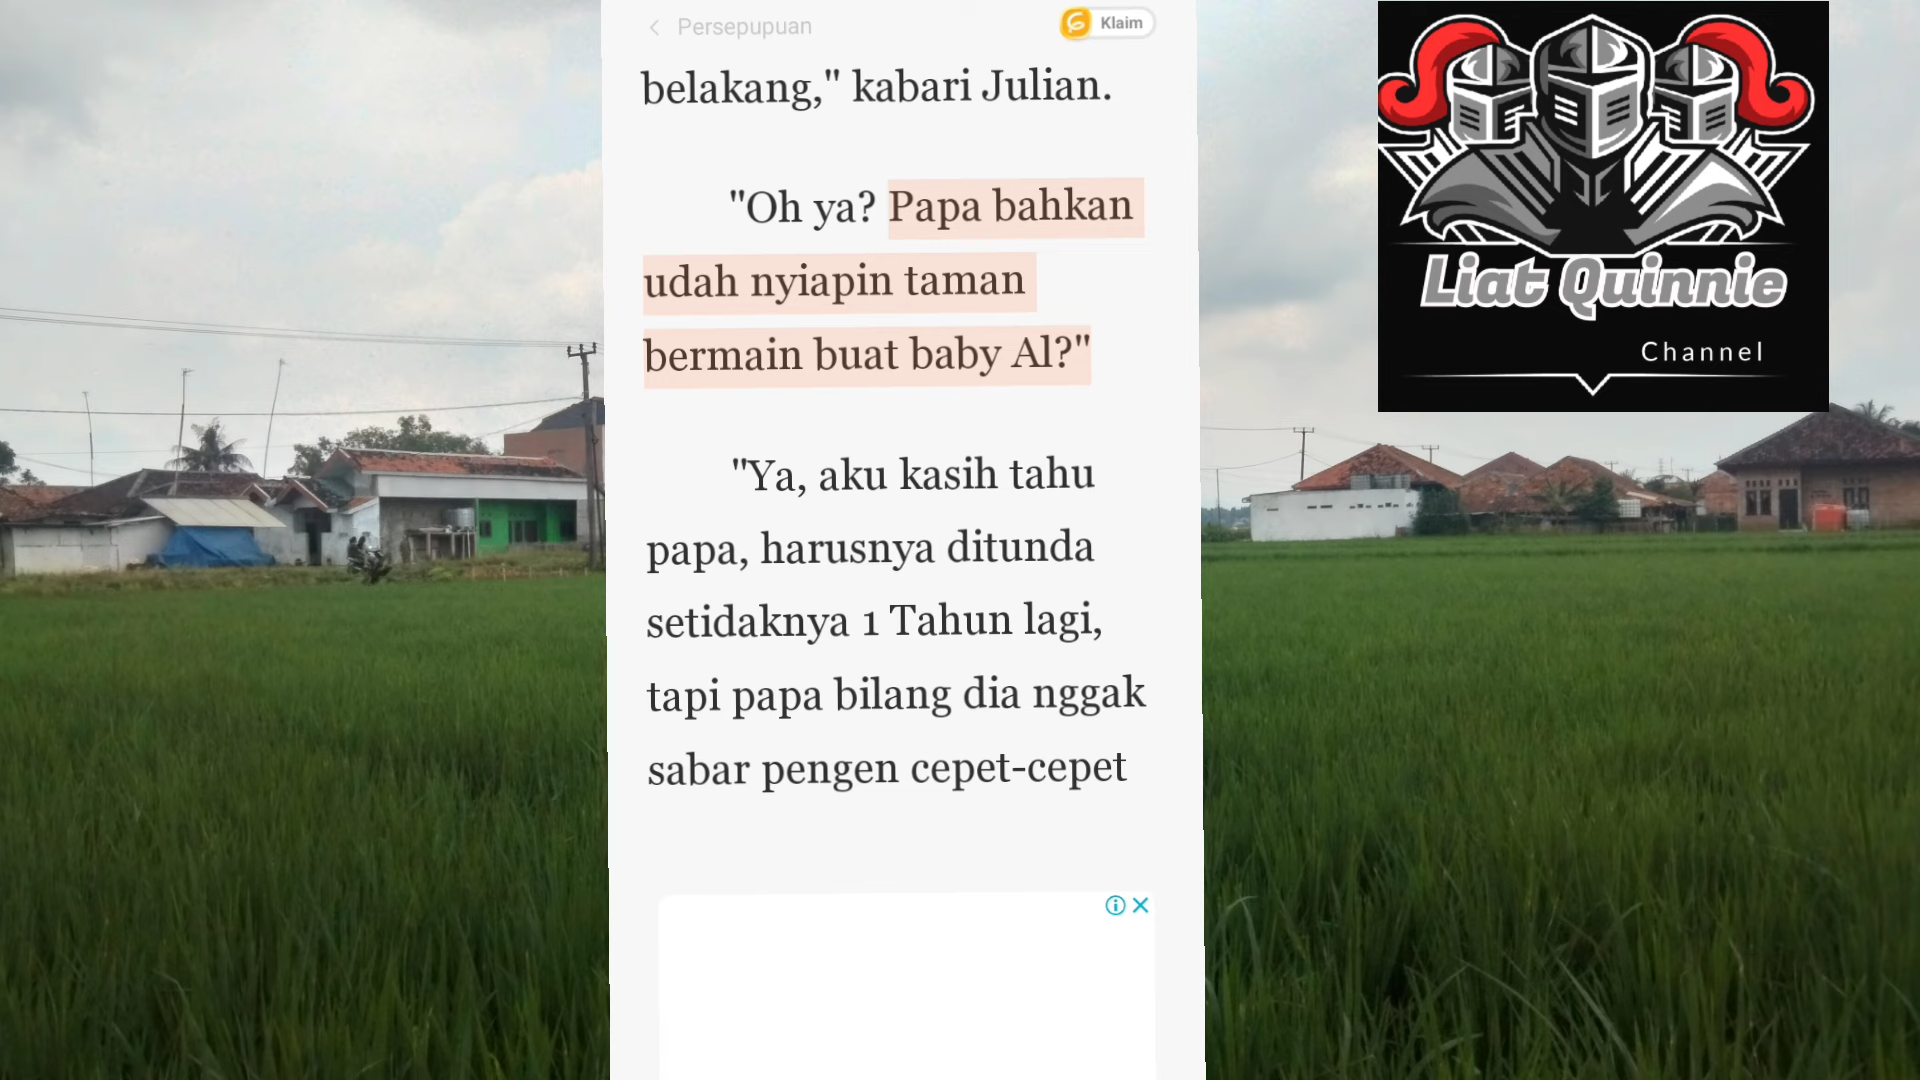 Persepupuan
Klaim
belakang," kabari Julian.
"Oh ya? Papa bahkan
udah nyiapin taman
bermain buat baby Al?"
"Ya, aku kasih tahu
papa, harusnya ditunda
setidaknya 1 Tahun lagi,
tapi papa bilang dia nggak
sabar pengen cepet-cepet
Liat Quinnie
Channel